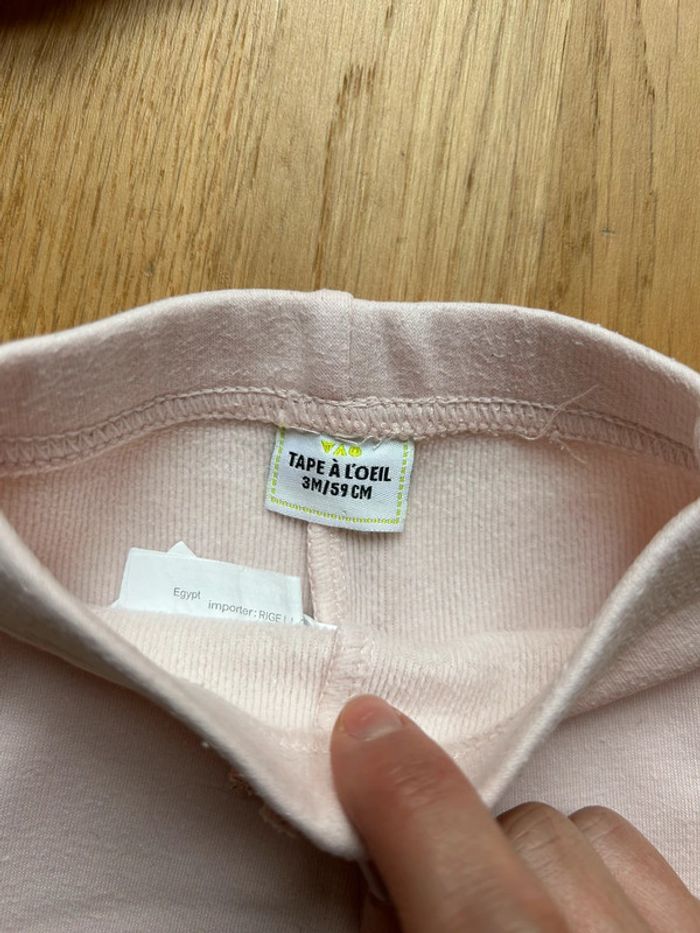 TAPE À L'OEIL
3M/59 CM
Egypt
importer: RIGE